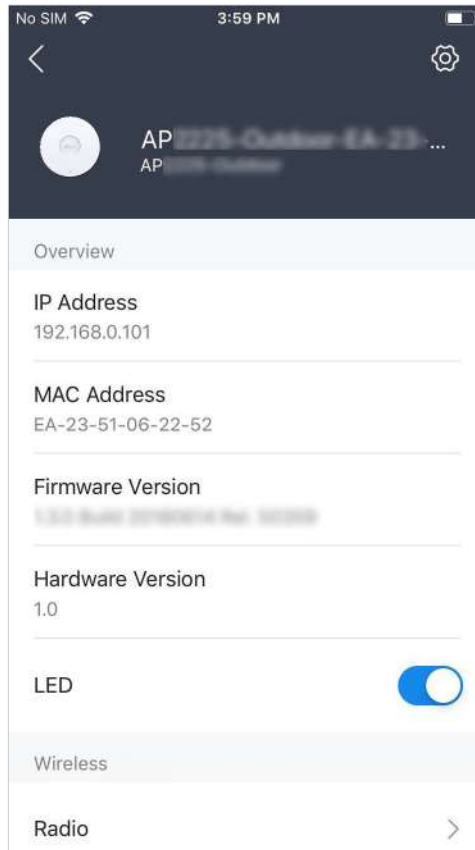 No SIM 3:59 PM
AP ...
AP
Overview
IP Address
192.168.0.101
MAC Address
EA-23-51-06-22-52
Firmware Version
Hardware Version
1.0
LED
Wireless
Radio